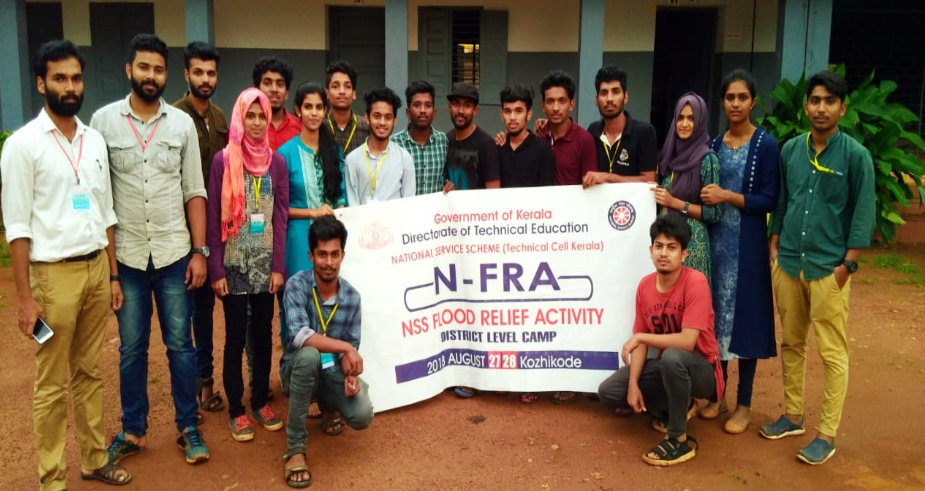 Government of Kerala
Directorate of Technical Education
NATIONAL SERVICE SCHEME (Technical Cell Kerala)
N-FRA
NSS FLOOD RELIEF ACTIVITY
DISTRICT LEVEL CAMP
2018 AUGUST 27 28 Kozhikode